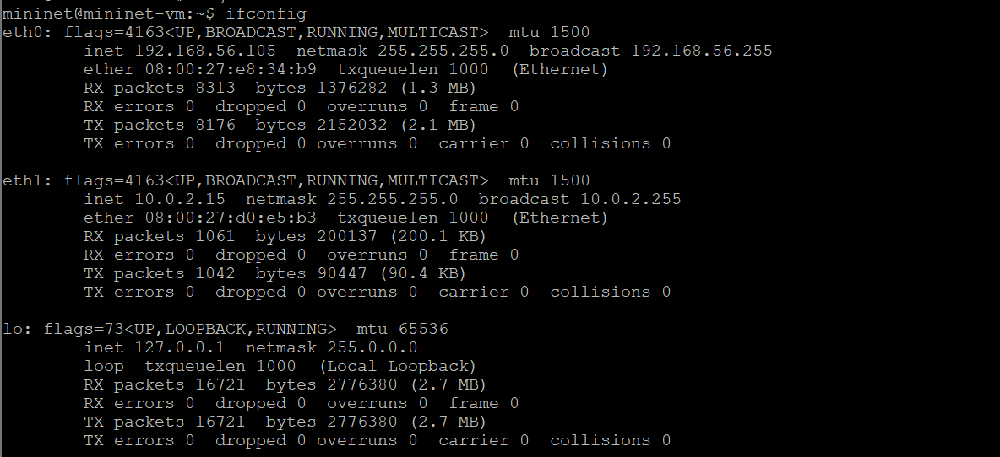 mininet@mininet-vm:~$ ifconfig
eth0: flags=4163<UP,BROADCAST,RUNNING,MULTICAST>  mtu 1500
        inet 192.168.56.105  netmask 255.255.255.0  broadcast 192.168.56.255
        ether 08:00:27:e8:34:b9  txqueuelen 1000  (Ethernet)
        RX packets 8313  bytes 1376282 (1.3 MB)
        RX errors 0  dropped 0  overruns 0  frame 0
        TX packets 8176  bytes 2152032 (2.1 MB)
        TX errors 0  dropped 0 overruns 0  carrier 0  collisions 0

eth1: flags=4163<UP,BROADCAST,RUNNING,MULTICAST>  mtu 1500
        inet 10.0.2.15  netmask 255.255.255.0  broadcast 10.0.2.255
        ether 08:00:27:d0:e5:b3  txqueuelen 1000  (Ethernet)
        RX packets 1061  bytes 200137 (200.1 KB)
        RX errors 0  dropped 0  overruns 0  frame 0
        TX packets 1042  bytes 90447 (90.4 KB)
        TX errors 0  dropped 0 overruns 0  carrier 0  collisions 0

lo: flags=73<UP,LOOPBACK,RUNNING>  mtu 65536
        inet 127.0.0.1  netmask 255.0.0.0
        loop  txqueuelen 1000  (Local Loopback)
        RX packets 16721  bytes 2776380 (2.7 MB)
        RX errors 0  dropped 0  overruns 0  frame 0
        TX packets 16721  bytes 2776380 (2.7 MB)
        TX errors 0  dropped 0 overruns 0  carrier 0  collisions 0